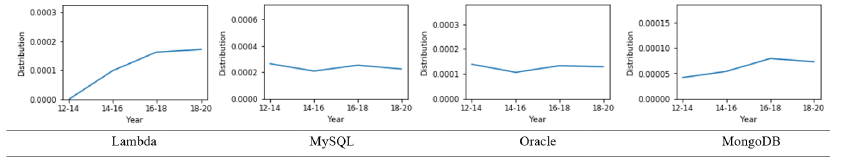 0.0003
0.0002
0.0001
0.0000
Distribution
12-14 14-16 16-18 18-20
Year
Lambda
0.0006
0.0004
0.0002
0.0000
Distribution
12-14 14-16 16-18 18-20
Year
MySQL
0.0003
0.0002
0.0001
0.0000
Distribution
12-14 14-16 16-18 18-20
Year
Oracle
0.00015
0.00010
0.00005
0.00000
Distribution
12-14 14-16 16-18 18-20
Year
MongoDB